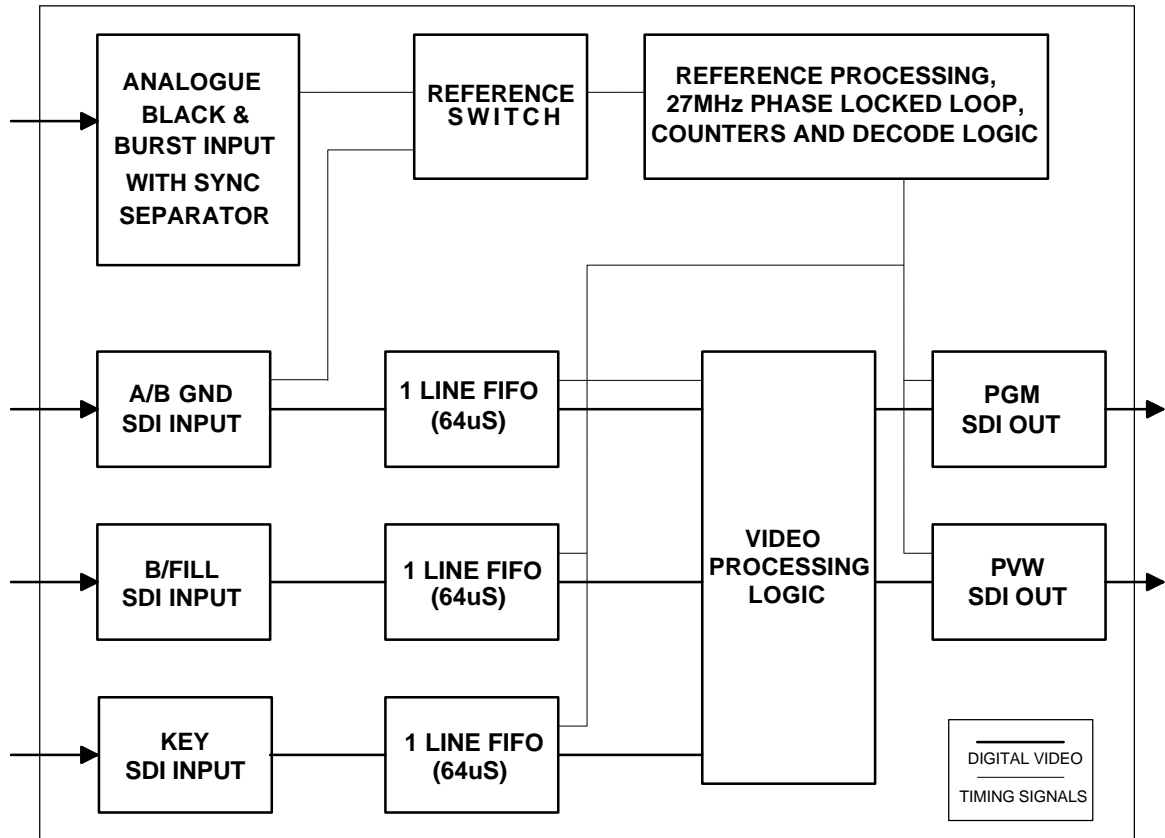 ANALOGUE
BLACK &
BURST INPUT
WITH SYNC
SEPARATOR
REFERENCE
SWITCH
REFERENCE PROCESSING,
27MHz PHASE LOCKED LOOP,
COUNTERS AND DECODE LOGIC
A/B GND
SDI INPUT
1 LINE FIFO
(64uS)
PGM
SDI OUT
B/FILL
SDI INPUT
1 LINE FIFO
(64uS)
VIDEO
PROCESSING
LOGIC
PVW
SDI OUT
KEY
SDI INPUT
1 LINE FIFO
(64uS)
DIGITAL VIDEO
TIMING SIGNALS